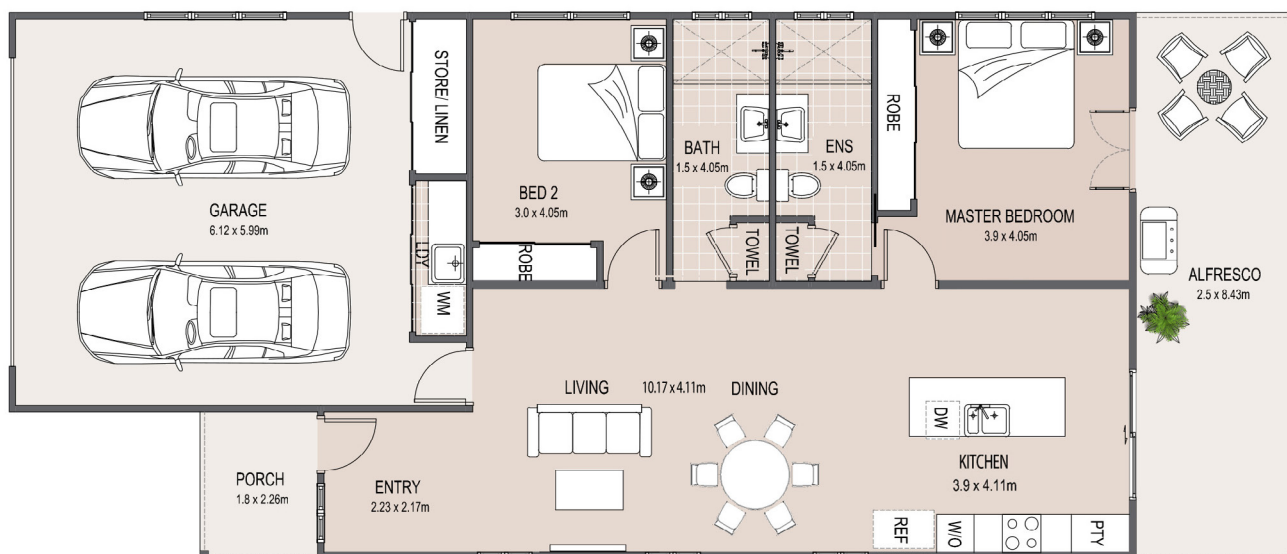 GARAGE
6.12 x 5.99m
STORE/ LINEN
LDY
WM
BED 2
3.0 x 4.05m
ROBE
BATH
1.5 x 4.05m
TOWEL
ENS
1.5 x 4.05m
TOWEL
ROBE
MASTER BEDROOM
3.9 x 4.05m
ALFRESCO
2.5 x 8.43m
LIVING
10.17 x 4.11m
DINING
DW
KITCHEN
3.9 x 4.11m
PORCH
1.8 x 2.26m
ENTRY
2.23 x 2.17m
REF
W/O
PTY